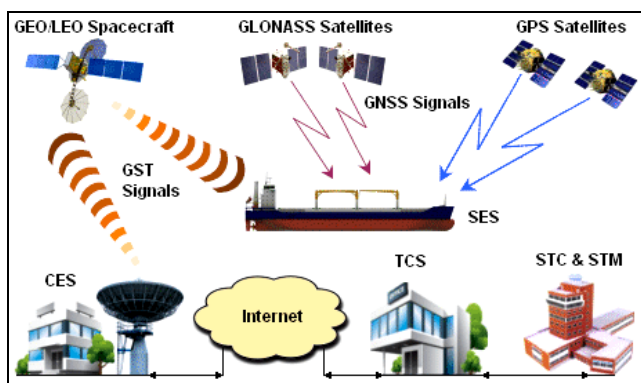 GEO/LEO Spacecraft
GLONASS Satellites
GPS Satellites
GNSS Signals
GST
Signals
SES
CES
Internet
TCS
STC & STM